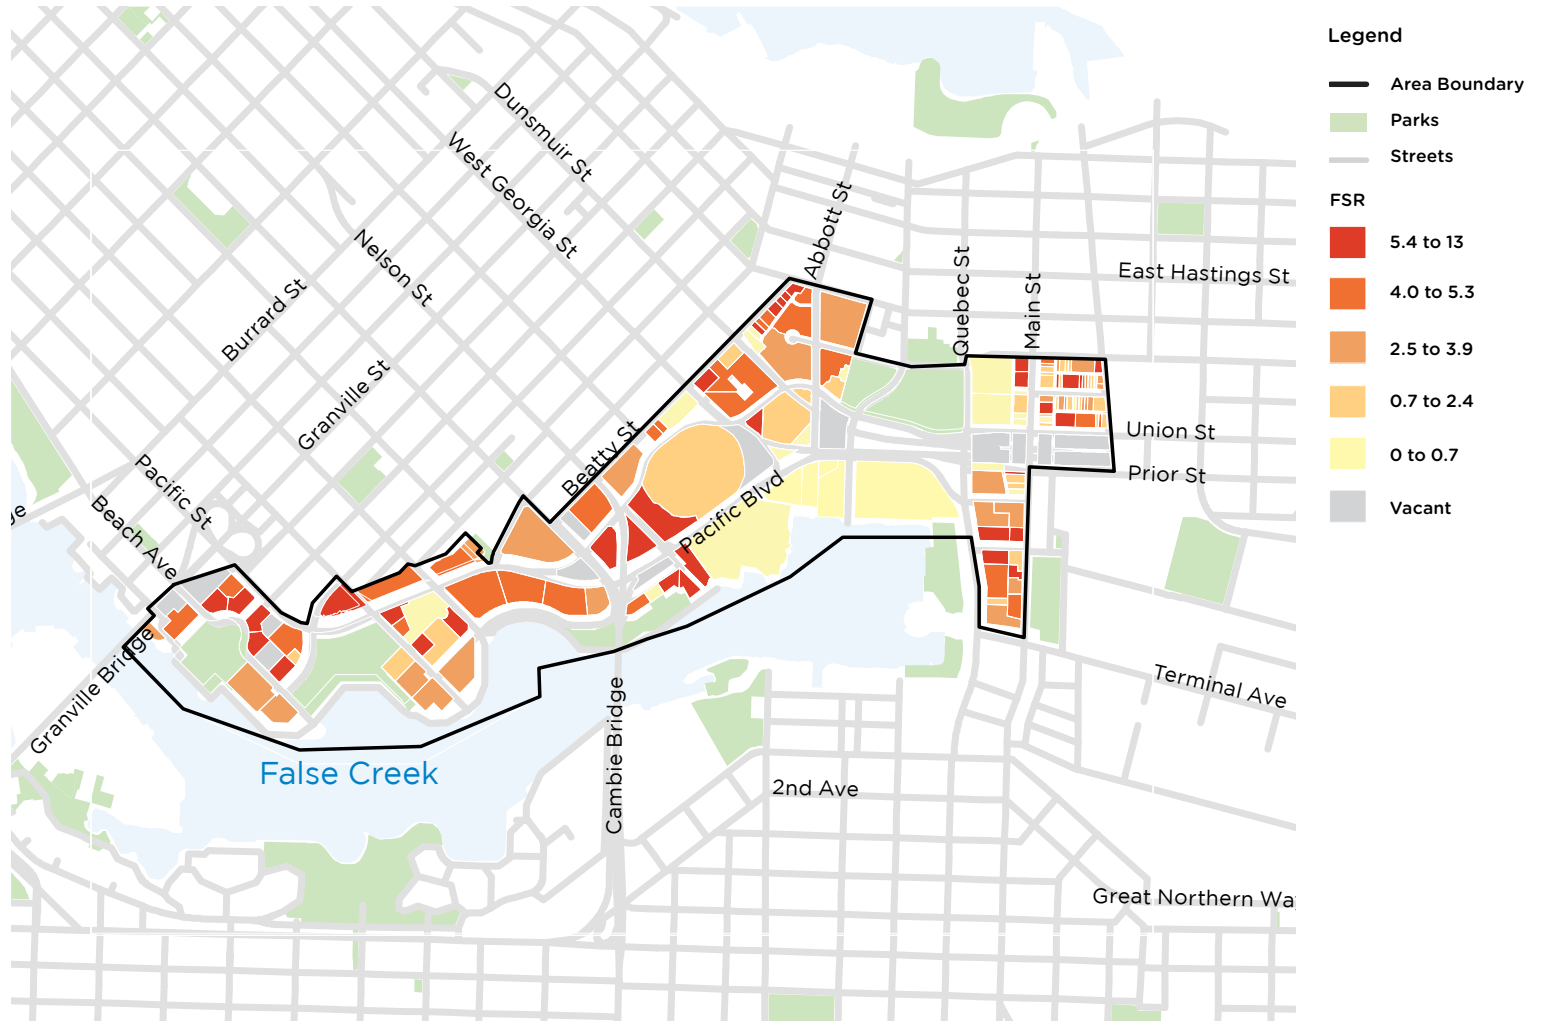 Legend
Area Boundary
Parks
Streets
FSR
5.4 to 13
4.0 to 5.3
2.5 to 3.9
0.7 to 2.4
0 to 0.7
Vacant
Dunsmuir St
West Georgia St
Abbott St
Nelson St
Quebec St
Main St
East Hastings St
Burrard St
Granville St
Beatty St
Union St
Prior St
Pacific St
Beach Ave
Pacific Blvd
ge
Granville Bridge
Terminal Ave
Cambie Bridge
False Creek
2nd Ave
Great Northern Wa